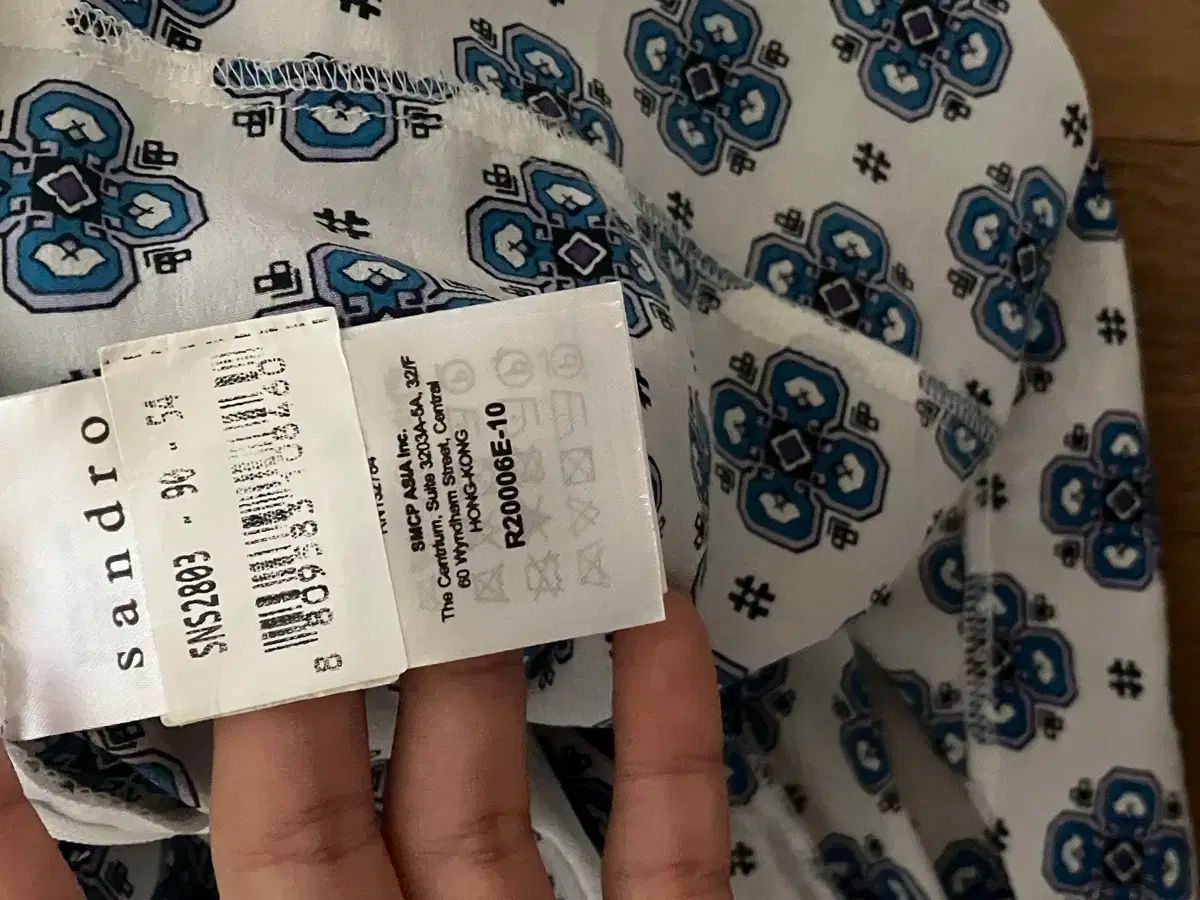 sandro
SNS2803 - 90 - 54
SMCP ASIA Inc.
The Centrium, Suite 3203A-5A, 32/F
60 Wyndham Street, Central
HONG-KONG
R20006E-10